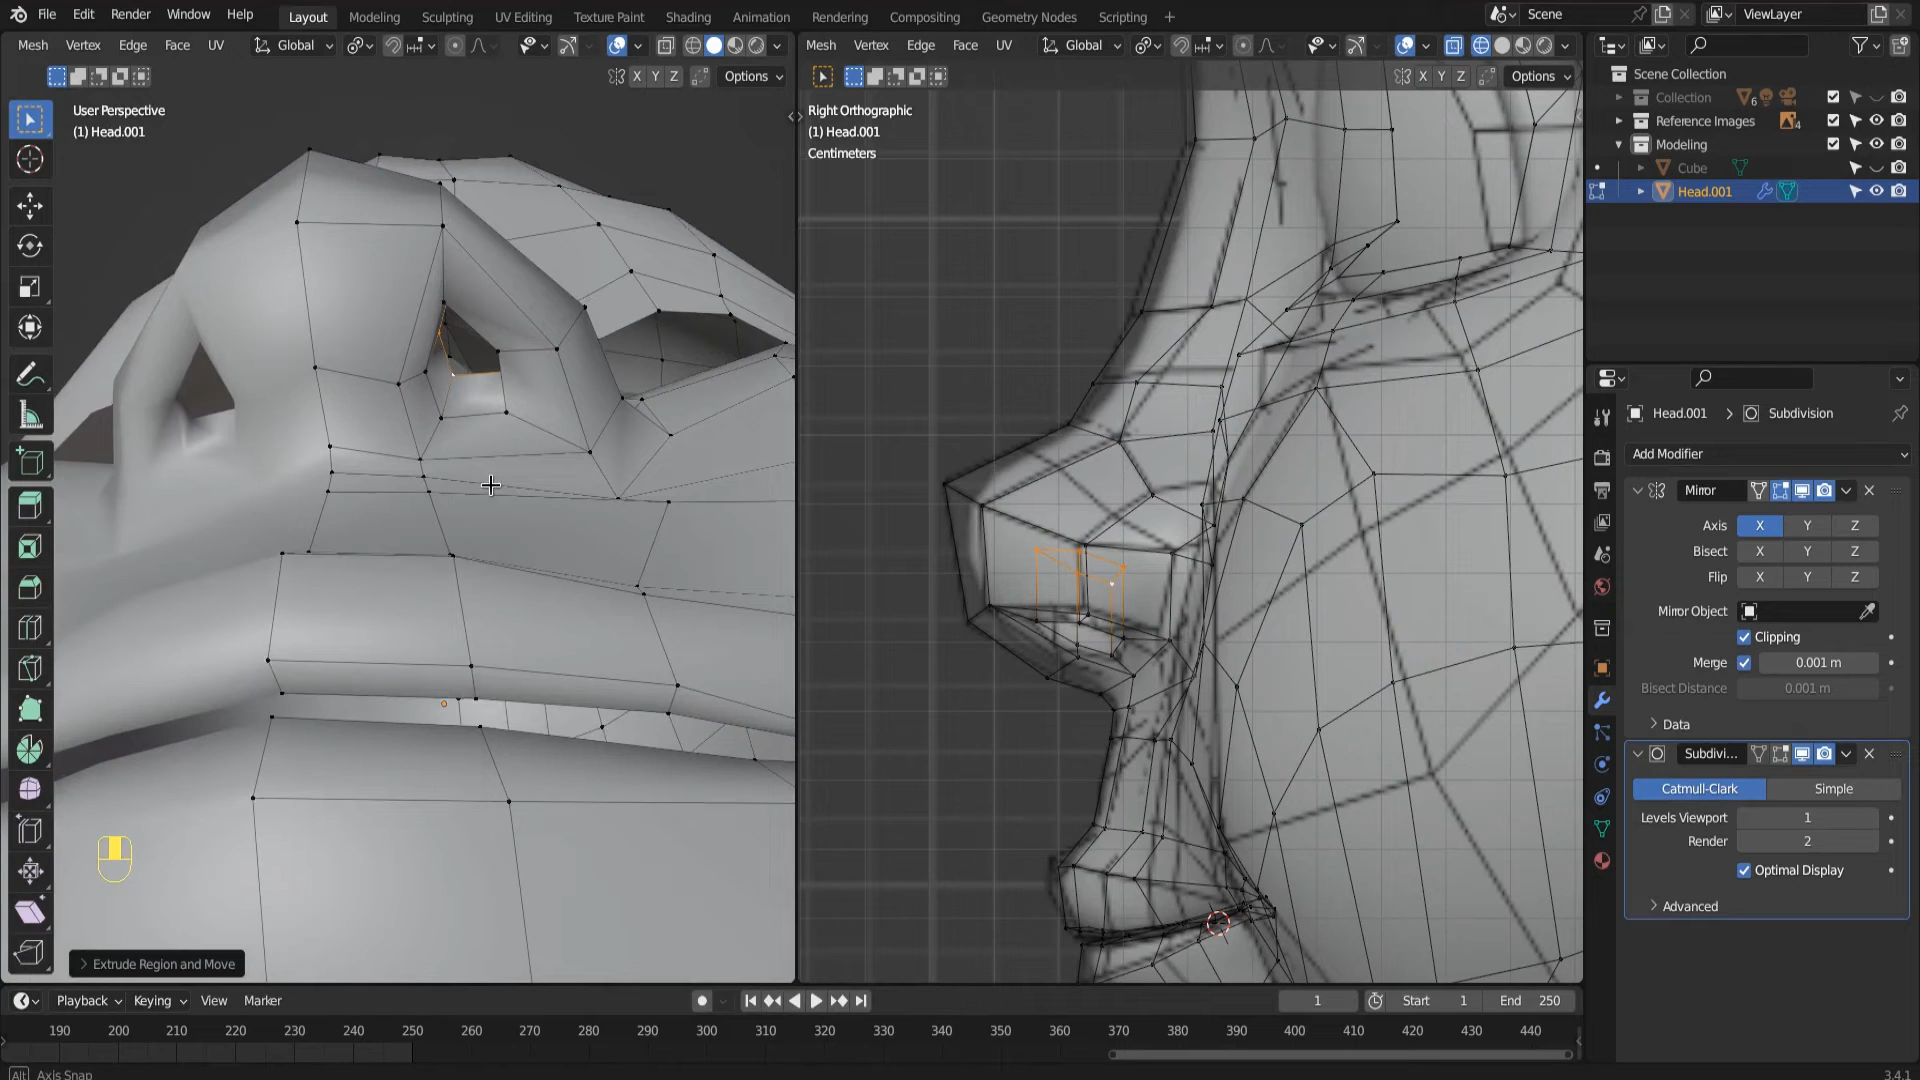 File Edit Render Window Help
Layout Modeling Sculpting UV Editing Texture Paint Shading Animation Rendering Compositing Geometry Nodes Scripting +
Scene
ViewLayer
Mesh Vertex Edge Face UV Global
X Y Z Options
User Perspective
(1) Head.001
Extrude Region and Move
Mesh Vertex Edge Face UV Global
X Y Z Options
Right Orthographic
(1) Head.001
Centimeters
Scene Collection
Collection 6
Reference Images 4
Modeling
Cube
Head.001
Head.001 > Subdivision
Add Modifier
Mirror
Axis X Y Z
Bisect X Y Z
Flip X Y Z
Mirror Object
Clipping
Merge 0.001 m
Bisect Distance 0.001 m
Data
Subdivi...
Catmull-Clark Simple
Levels Viewport 1
Render 2
Optimal Display
Advanced
Playback Keying View Marker
1 Start 1 End 250
190 200 210 220 230 240 250 260 270 280 290 300 310 320 330 340 350 360 370 380 390 400 410 420 430 440
Alt Axis Snap
3.4.1